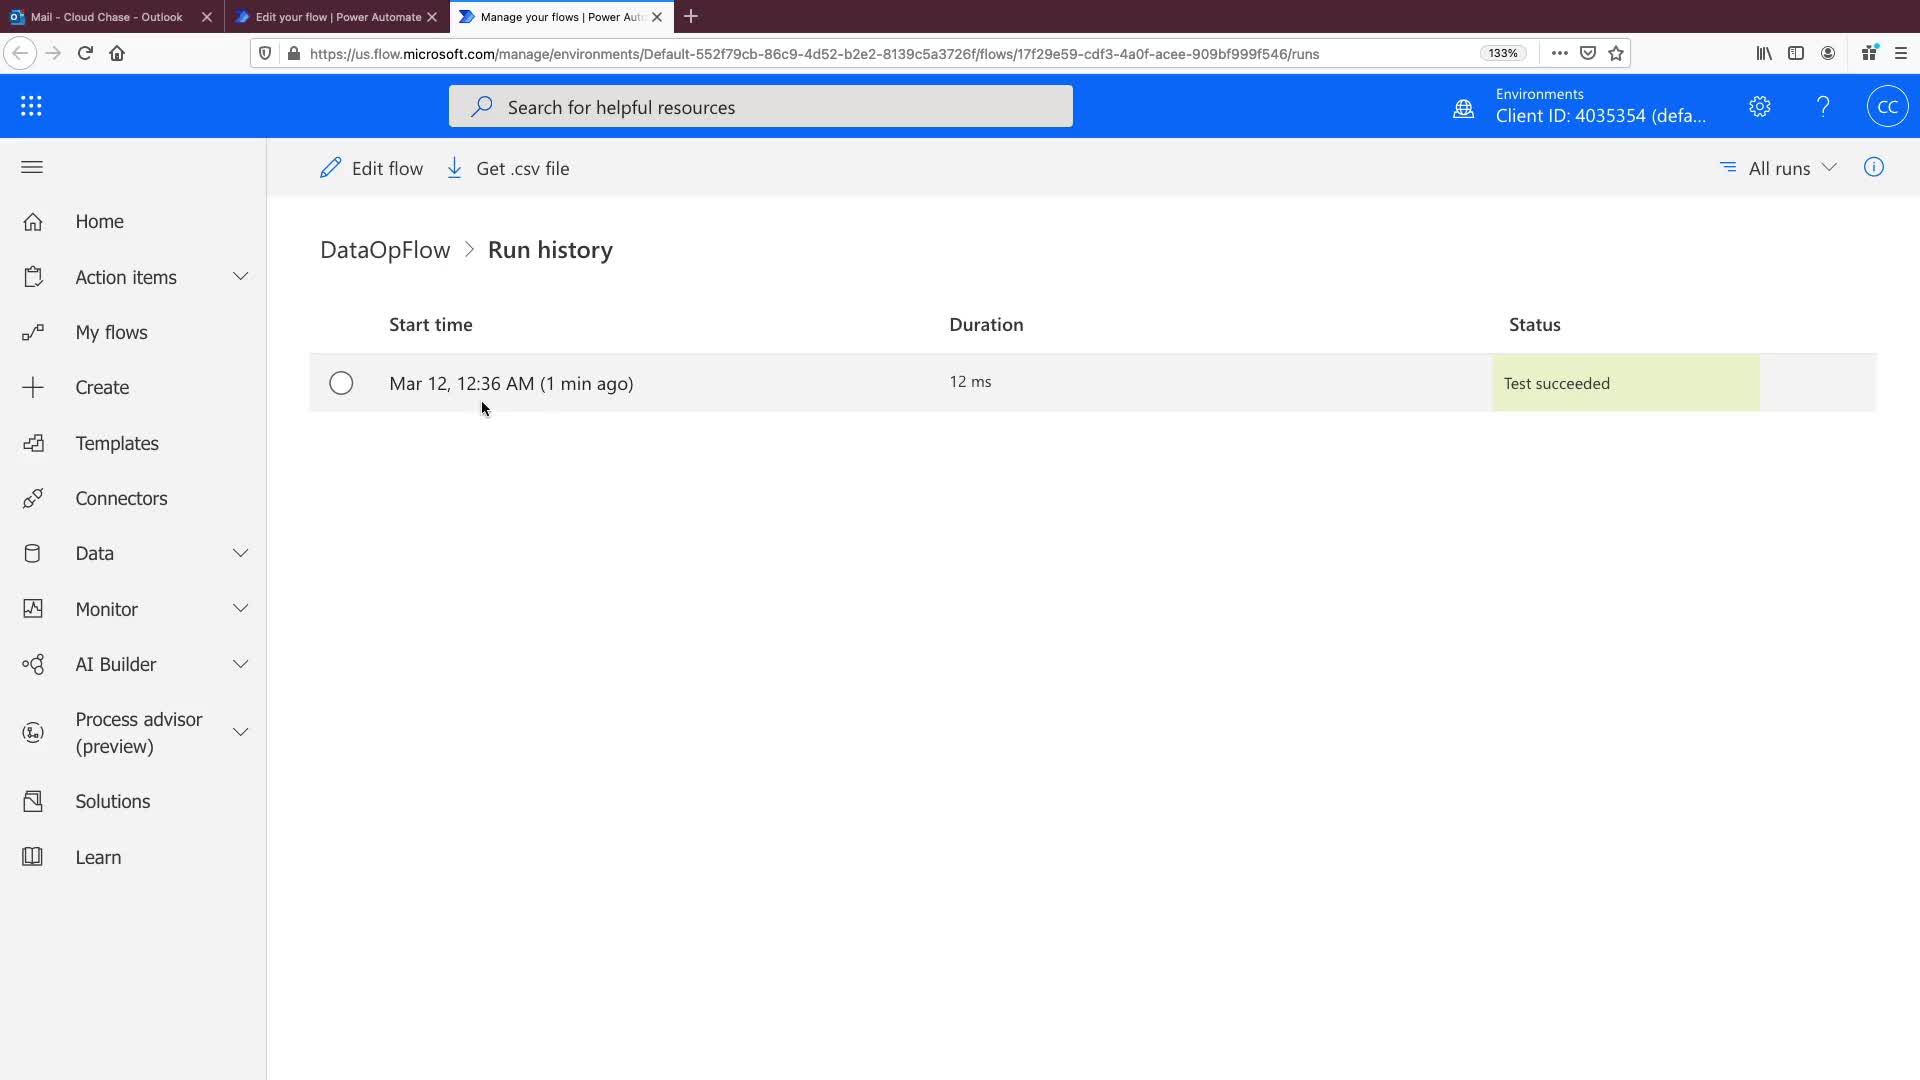 Mail - Cloud Chase - Outlook
Edit your flow | Power Automate
Manage your flows | Power Aut
https://us.flow.microsoft.com/manage/environments/Default-552f79cb-86c9-4d52-b2e2-8139c5a3726f/flows/17f29e59-cdf3-4a0f-acee-909bf999f546/runs
133%
Search for helpful resources
Environments
Client ID: 4035354 (defa...
CC
Edit flow
Get .csv file
All runs
Home
Action items
My flows
Create
Templates
Connectors
Data
Monitor
AI Builder
Process advisor
(preview)
Solutions
Learn
DataOpFlow > Run history
Start time
Duration
Status
Mar 12, 12:36 AM (1 min ago)
12 ms
Test succeeded